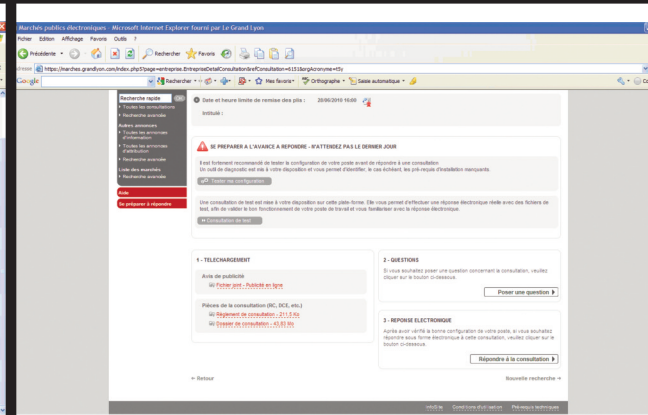 Marchés publics électroniques - Microsoft Internet Explorer fourni par Le Grand Lyon
Fichier Edition Affichage Favoris Outils ?
Précédente Rechercher Favoris
https://marches.grandlyon.com/index.php5?page=entreprise.EntrepriseDetailConsultation&refConsultation=6151&orgAcronyme=t5y
Google Rechercher Mes favoris Orthographe Saisie automatique
Recherche rapide OK
Toutes les consultations
Recherche avancée
Autres annonces
Toutes les annonces d'information
Toutes les annonces d'attribution
Recherche avancée
Liste des marchés
Recherche avancée
Aide
Se préparer à répondre
Date et heure limite de remise des plis : 20/06/2010 16:00
Intitulé :
SE PREPARER A L'AVANCE A REPONDRE - N'ATTENDEZ PAS LE DERNIER JOUR
Il est fortement recommandé de tester la configuration de votre poste avant de répondre à une consultation
Un outil de diagnostic est mis à votre disposition et vous permet d'identifier, le cas échéant, les pré-requis d'installation manquants.
Tester ma configuration
Une consultation de test est mise à votre disposition sur cette plate-forme. Elle vous permet d'effectuer une réponse électronique réelle avec des fichiers de
test, afin de valider le bon fonctionnement de votre poste de travail et vous familiariser avec la réponse électronique.
Consultation de test
1 - TELECHARGEMENT
Avis de publicité
Fichier joint - Publicité en ligne
Pièces de la consultation (RC, DCE, etc.)
Règlement de consultation - 211,5 Ko
Dossier de consultation - 43,63 Mo
2 - QUESTIONS
Si vous souhaitez poser une question concernant la consultation, veuillez
cliquer sur le bouton ci-dessous.
Poser une question
3 - REPONSE ELECTRONIQUE
Après avoir vérifié la bonne configuration de votre poste, si vous souhaitez
répondre sous forme électronique à cette consultation, veuillez cliquer sur le
bouton ci-dessous.
Répondre à la consultation
Retour
Nouvelle recherche
Info Site Conditions d'utilisation Pré-requis techniques